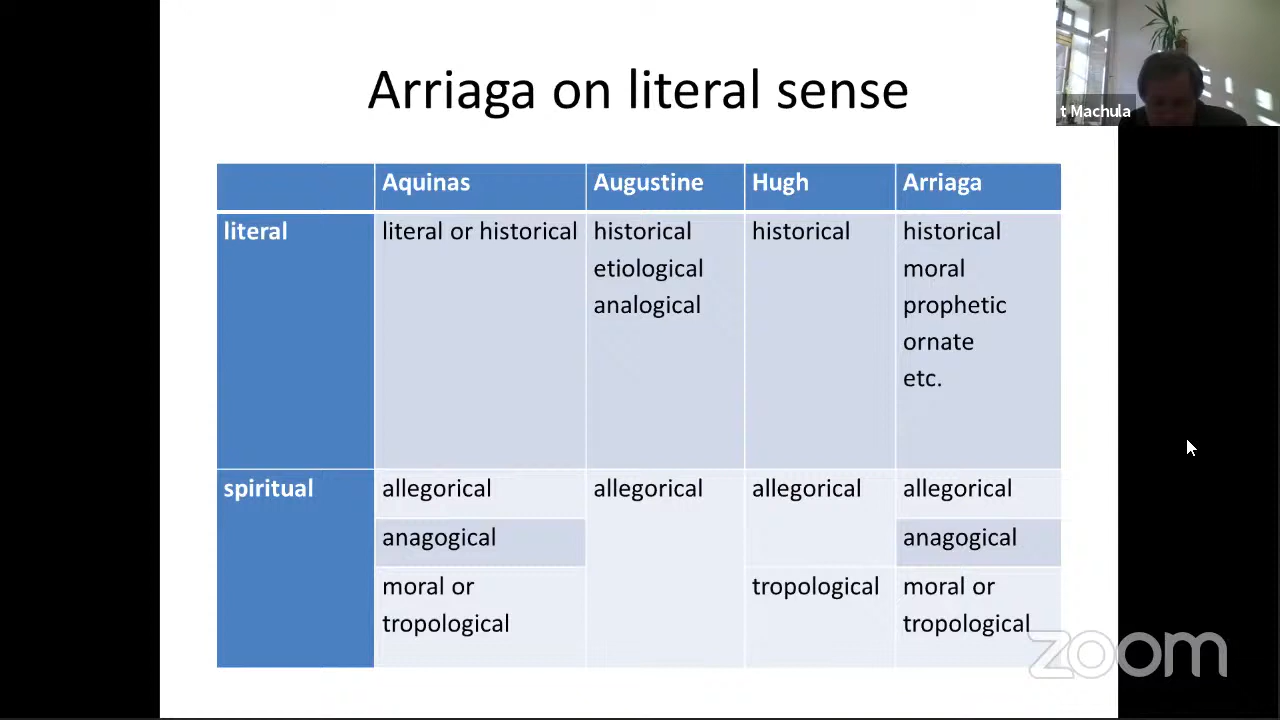 Arriaga on literal sense
t Machula
Aquinas Augustine Hugh Arriaga
literal literal or historical historical historical historical
etiological moral
analogical prophetic
ornate
etc.
spiritual allegorical allegorical allegorical allegorical
anagogical anagogical
moral or tropological moral or
tropological tropological
zoom